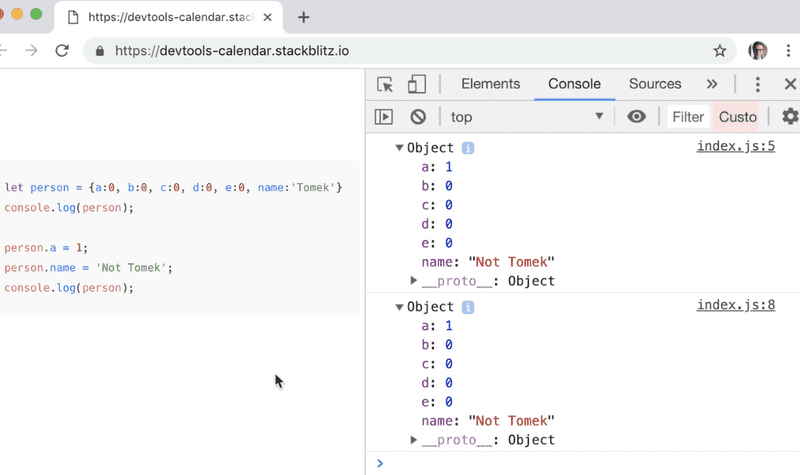 https://devtools-calendar.stack
https://devtools-calendar.stackblitz.io
Elements Console Sources
top Filter Custo
let person = {a:0, b:0, c:0, d:0, e:0, name:'Tomek'}
console.log(person);
person.a = 1;
person.name = 'Not Tomek';
console.log(person);
Object index.js:5
a: 1
b: 0
c: 0
d: 0
e: 0
name: "Not Tomek"
__proto__: Object
Object index.js:8
a: 1
b: 0
c: 0
d: 0
e: 0
name: "Not Tomek"
__proto__: Object